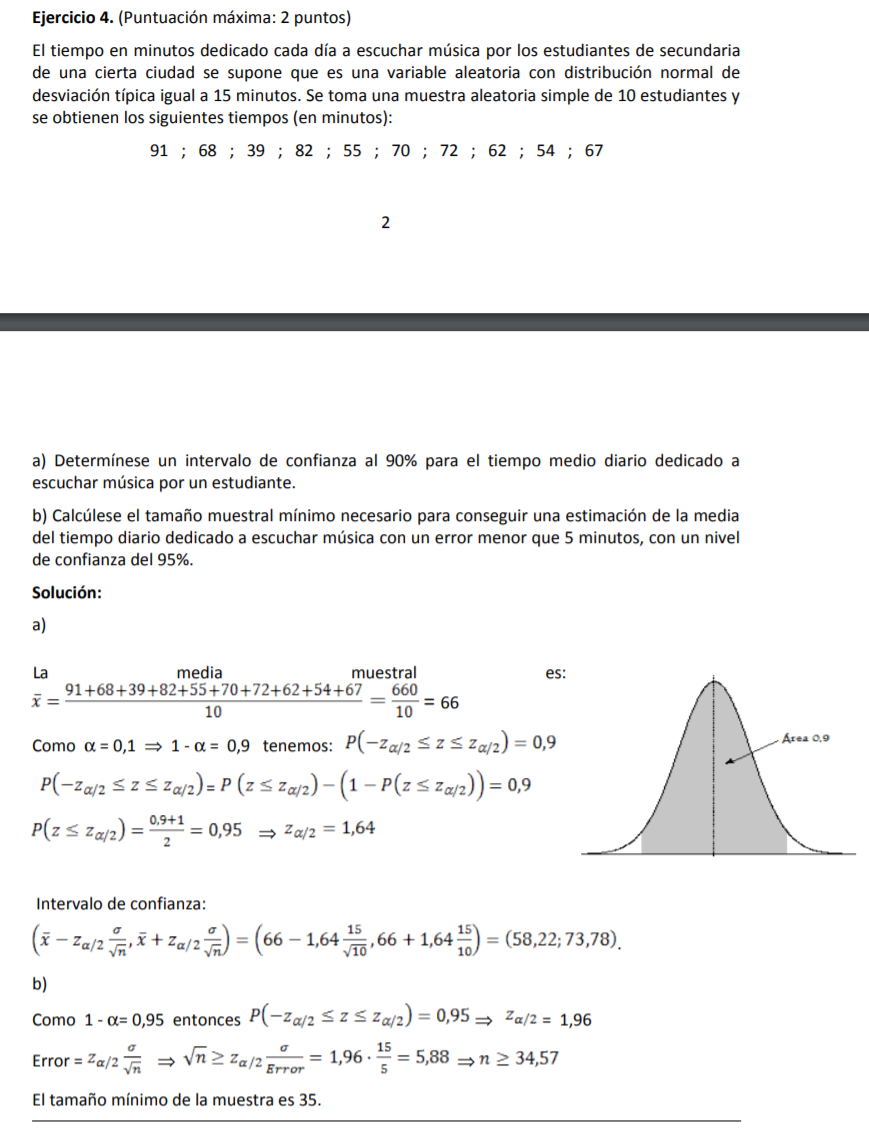 Ejercicio 4. (Puntuación máxima: 2 puntos)
El tiempo en minutos dedicado cada día a escuchar música por los estudiantes de secundaria
de una cierta ciudad se supone que es una variable aleatoria con distribución normal de
desviación típica igual a 15 minutos. Se toma una muestra aleatoria simple de 10 estudiantes y
se obtienen los siguientes tiempos (en minutos):
91 ; 68 ; 39 ; 82 ; 55 ; 70 ; 72 ; 62 ; 54 ; 67
2
a) Determínese un intervalo de confianza al 90% para el tiempo medio diario dedicado a
escuchar música por un estudiante.
b) Calcúlese el tamaño muestral mínimo necesario para conseguir una estimación de la media
del tiempo diario dedicado a escuchar música con un error menor que 5 minutos, con un nivel
de confianza del 95%.
Solución:
a)
La media muestral es:
x̄ = (91+68+39+82+55+70+72+62+54+67)/10 = 660/10 = 66
Como α = 0,1 ⇒ 1 - α = 0,9 tenemos: P(−z_{α/2} ≤ z ≤ z_{α/2}) = 0,9
P(−z_{α/2} ≤ z ≤ z_{α/2}) = P (z ≤ z_{α/2}) − (1 − P(z ≤ z_{α/2})) = 0,9
P(z ≤ z_{α/2}) = (0,9+1)/2 = 0,95 ⇒ z_{α/2} = 1,64
Área 0,9
Intervalo de confianza:
(x̄ − z_{α/2} σ/√n, x̄ + z_{α/2} σ/√n) = (66 − 1,64 15/√10, 66 + 1,64 15/10) = (58,22; 73,78).
b)
Como 1 - α= 0,95 entonces P(−z_{α/2} ≤ z ≤ z_{α/2}) = 0,95 ⇒ z_{α/2} = 1,96
Error = z_{α/2} σ/√n ⇒ √n ≥ z_{α/2} σ/Error = 1,96 · 15/5 = 5,88 ⇒ n ≥ 34,57
El tamaño mínimo de la muestra es 35.